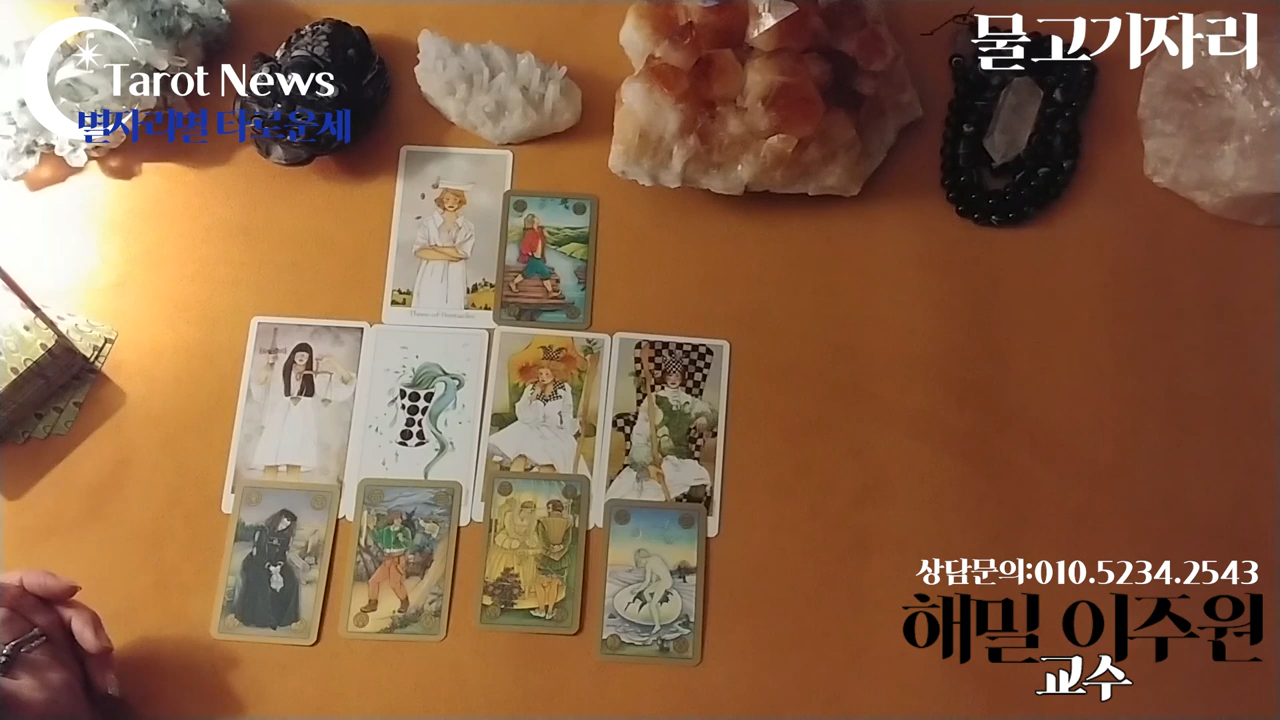 Tarot News
별자리별 타로운세
물고기자리
상담문의:010.5234.2543
해밀 이주원
교수